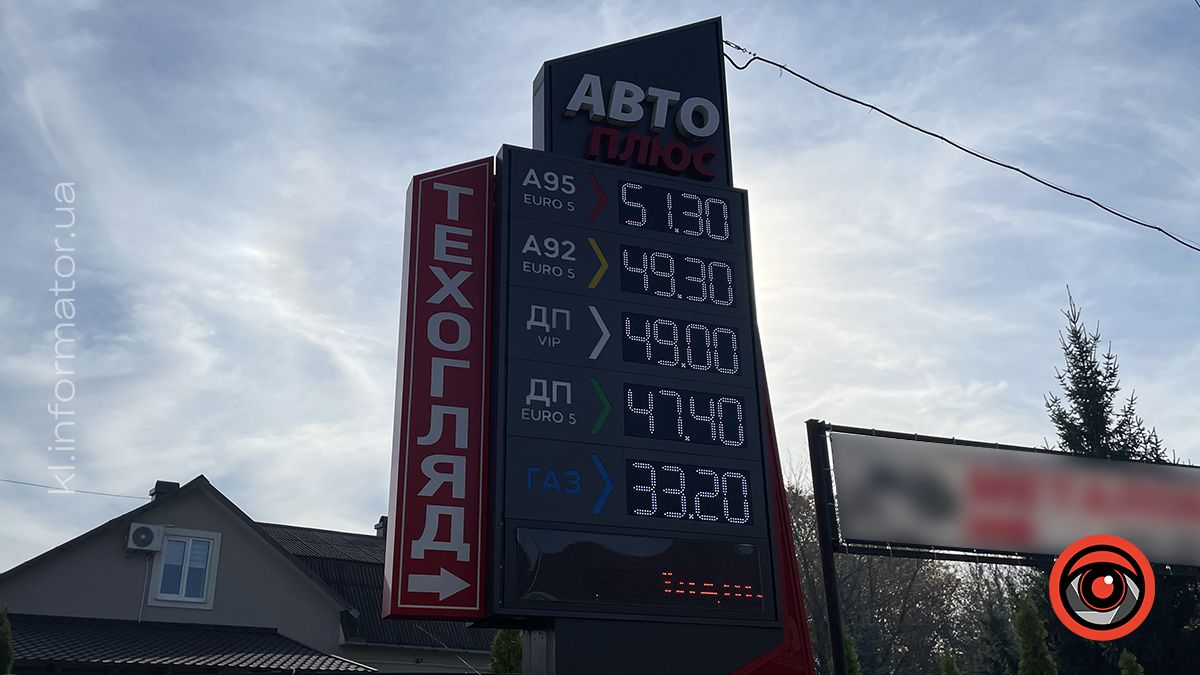 АВТО
ПЛЮС
ТЕХОГЛЯД
A95
EURO 5
51.30
A92
EURO 5
49.30
ДП
VIP
49.00
ДП
EURO 5
47.40
ГАЗ
33.20
kl.informator.ua